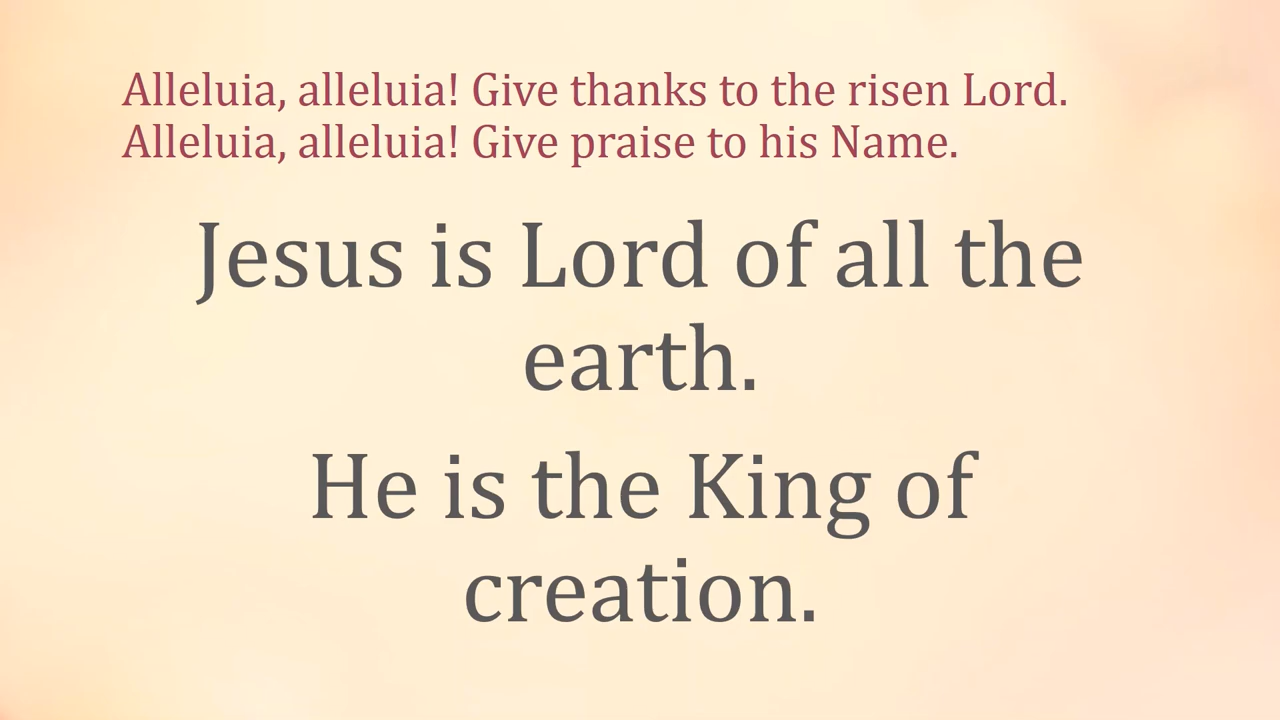 Alleluia, alleluia! Give thanks to the risen Lord.
Alleluia, alleluia! Give praise to his Name.
Jesus is Lord of all the
earth.
He is the King of
creation.